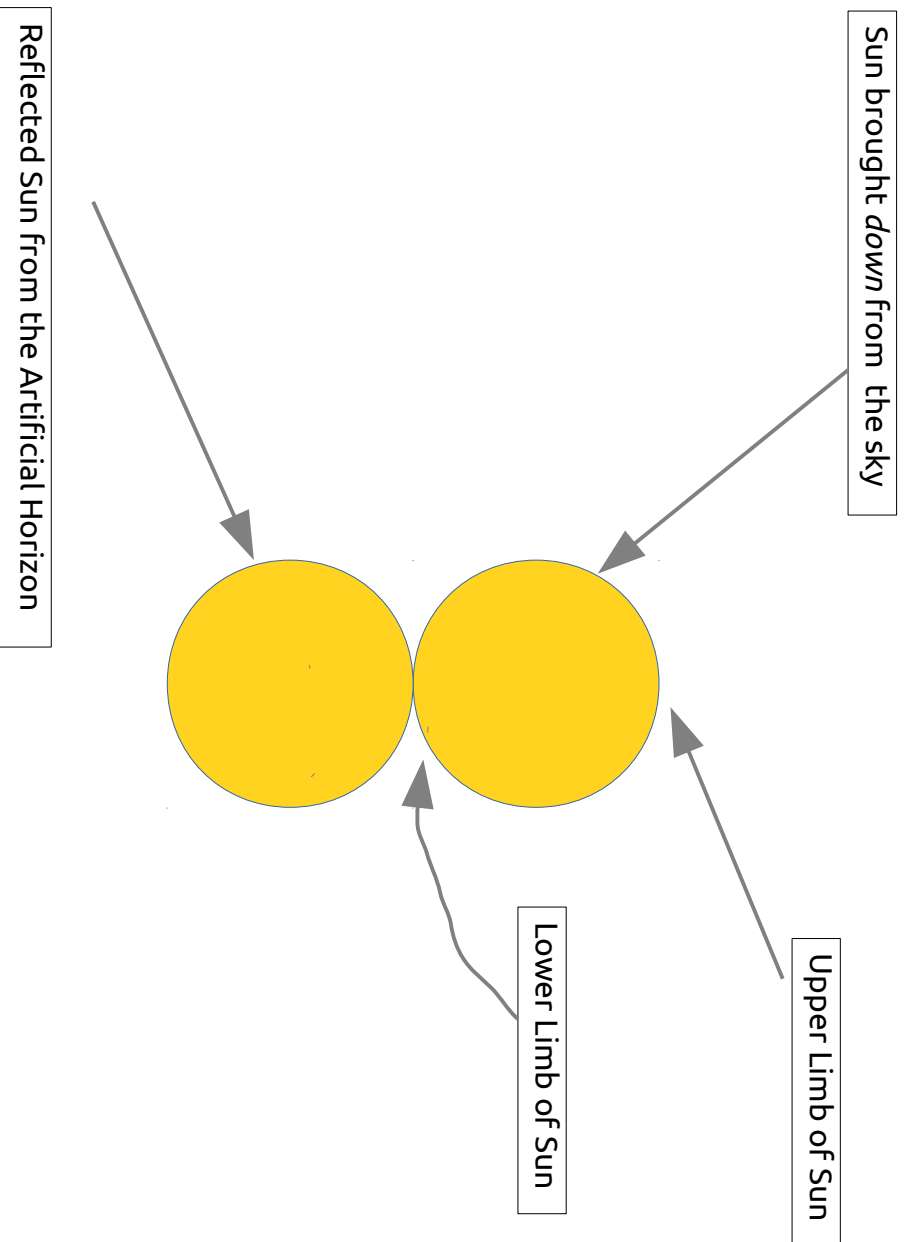 Sun brought down from the sky
Upper Limb of Sun
Lower Limb of Sun
Reflected Sun from the Artificial Horizon